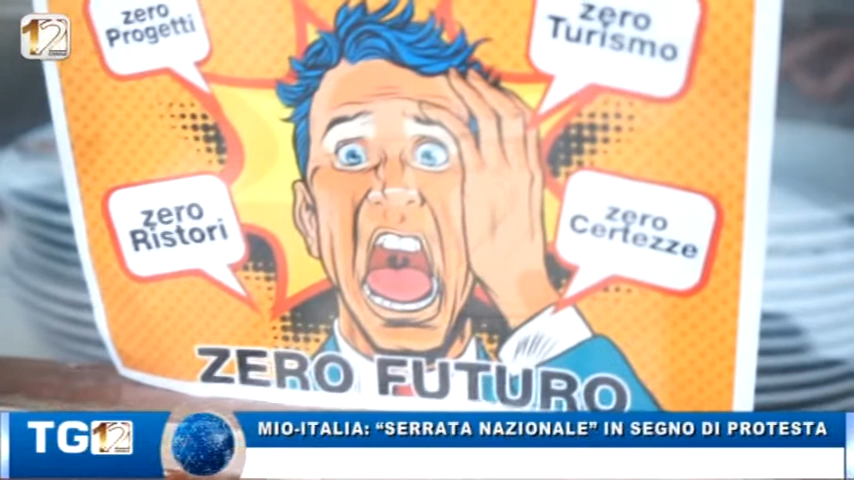 12
zero
Progetti
zero
Turismo
zero
Ristori
zero
Certezze
ZERO FUTURO
TG12
MIO-ITALIA: “SERRATA NAZIONALE” IN SEGNO DI PROTESTA